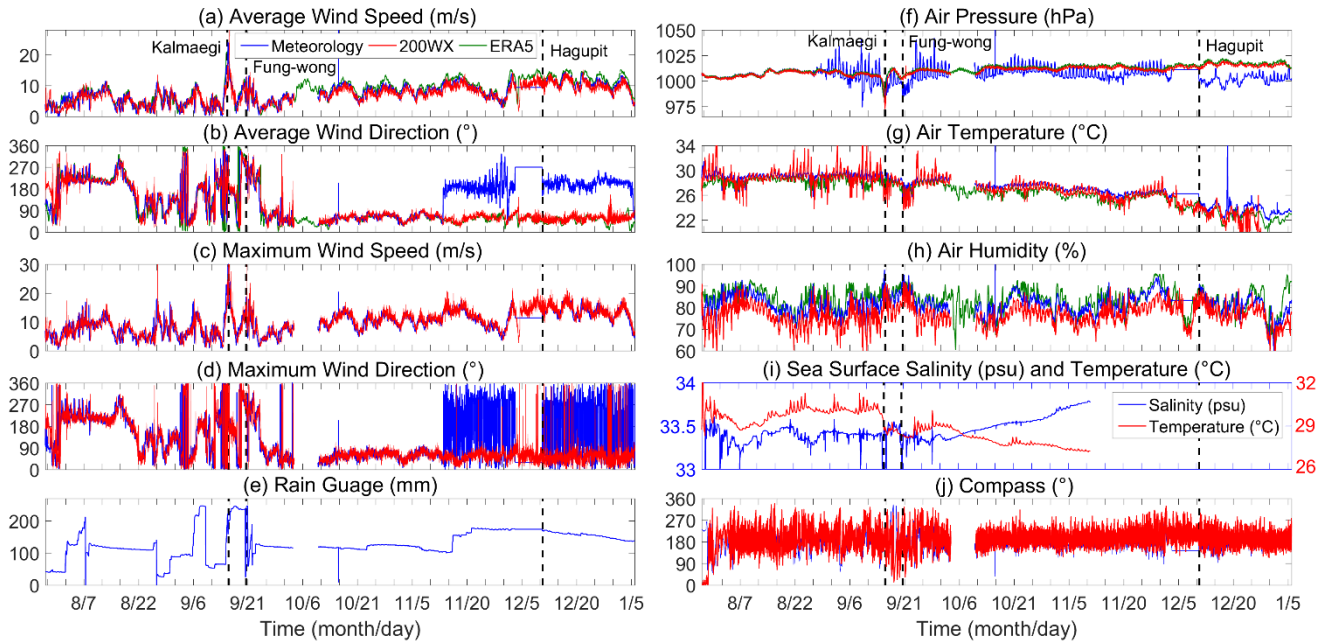 (a) Average Wind Speed (m/s)
20
10
0
Kalmaegi
Meteorology 200WX ERA5
Fung-wong
Hagupit
(b) Average Wind Direction (°)
360
270
180
90
0
(c) Maximum Wind Speed (m/s)
30
20
10
0
(d) Maximum Wind Direction (°)
360
270
180
90
0
(e) Rain Guage (mm)
200
100
0
8/7 8/22 9/6 9/21 10/6 10/21 11/5 11/20 12/5 12/20 1/5
Time (month/day)
(f) Air Pressure (hPa)
1050
1025
1000
975
Kalmaegi
Fung-wong
Hagupit
(g) Air Temperature (°C)
34
30
26
22
(h) Air Humidity (%)
100
90
80
70
60
(i) Sea Surface Salinity (psu) and Temperature (°C)
34
33.5
33
32
29
26
Salinity (psu)
Temperature (°C)
(j) Compass (°)
360
270
180
90
0
8/7 8/22 9/6 9/21 10/6 10/21 11/5 11/20 12/5 12/20 1/5
Time (month/day)